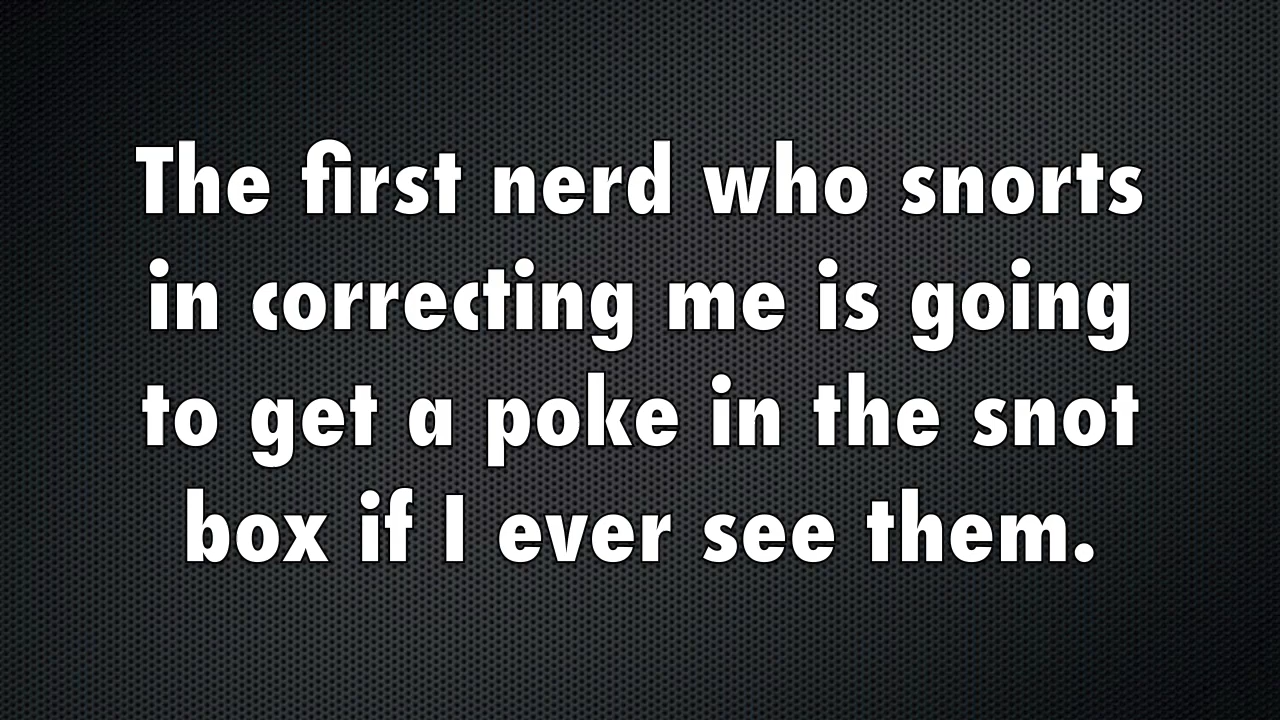 The first nerd who snorts
in correcting me is going
to get a poke in the snot
box if I ever see them.